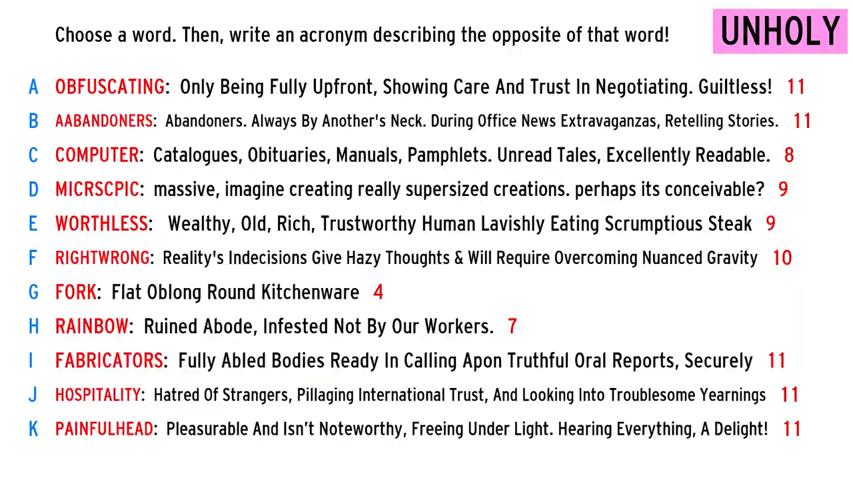 Choose a word. Then, write an acronym describing the opposite of that word!
UNHOLY
A OBFUSCATING: Only Being Fully Upfront, Showing Care And Trust In Negotiating. Guiltless! 11
B AABANDONERS: Abandoners. Always By Another's Neck. During Office News Extravaganzas, Retelling Stories. 11
C COMPUTER: Catalogues, Obituaries, Manuals, Pamphlets. Unread Tales, Excellently Readable. 8
D MICRSCPIC: massive, imagine creating really supersized creations. perhaps its conceivable? 9
E WORTHLESS: Wealthy, Old, Rich, Trustworthy Human Lavishly Eating Scrumptious Steak 9
F RIGHTWRONG: Reality's Indecisions Give Hazy Thoughts & Will Require Overcoming Nuanced Gravity 10
G FORK: Flat Oblong Round Kitchenware 4
H RAINBOW: Ruined Abode, Infested Not By Our Workers. 7
I FABRICATORS: Fully Abled Bodies Ready In Calling Apon Truthful Oral Reports, Securely 11
J HOSPITALITY: Hatred Of Strangers, Pillaging International Trust, And Looking Into Troublesome Yearnings 11
K PAINFULHEAD: Pleasurable And Isn't Noteworthy, Freeing Under Light. Hearing Everything, A Delight! 11